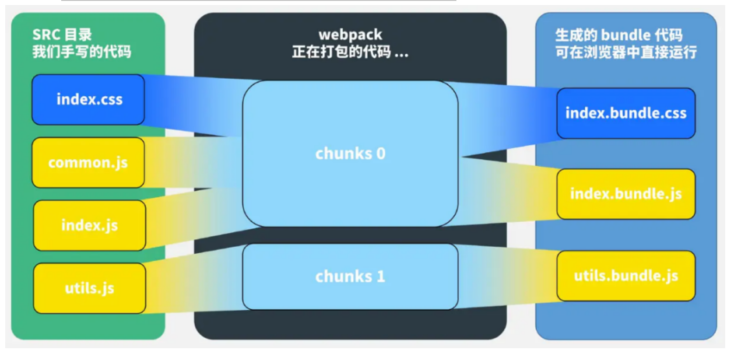 SRC 目录
我们手写的代码
index.css
common.js
index.js
utils.js
webpack
正在打包的代码 ...
chunks 0
chunks 1
生成的 bundle 代码
可在浏览器中直接运行
index.bundle.css
index.bundle.js
utils.bundle.js